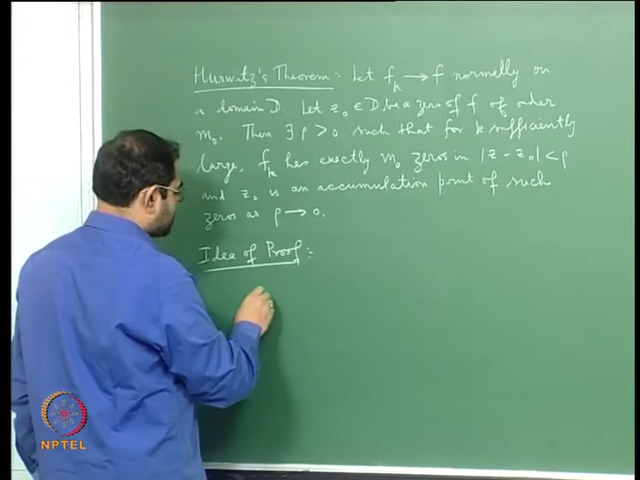 Hurwitz's Theorem: Let fₖ → f normally on
a domain D. Let z₀ ∈ D be a zero of f of order
m₀. Then ∃ ρ > 0 such that for k sufficiently
large, fₖ has exactly m₀ zeros in |z - z₀| < ρ
and z₀ is an accumulation point of such
zeros as ρ → 0.
Idea of Proof:
NPTEL